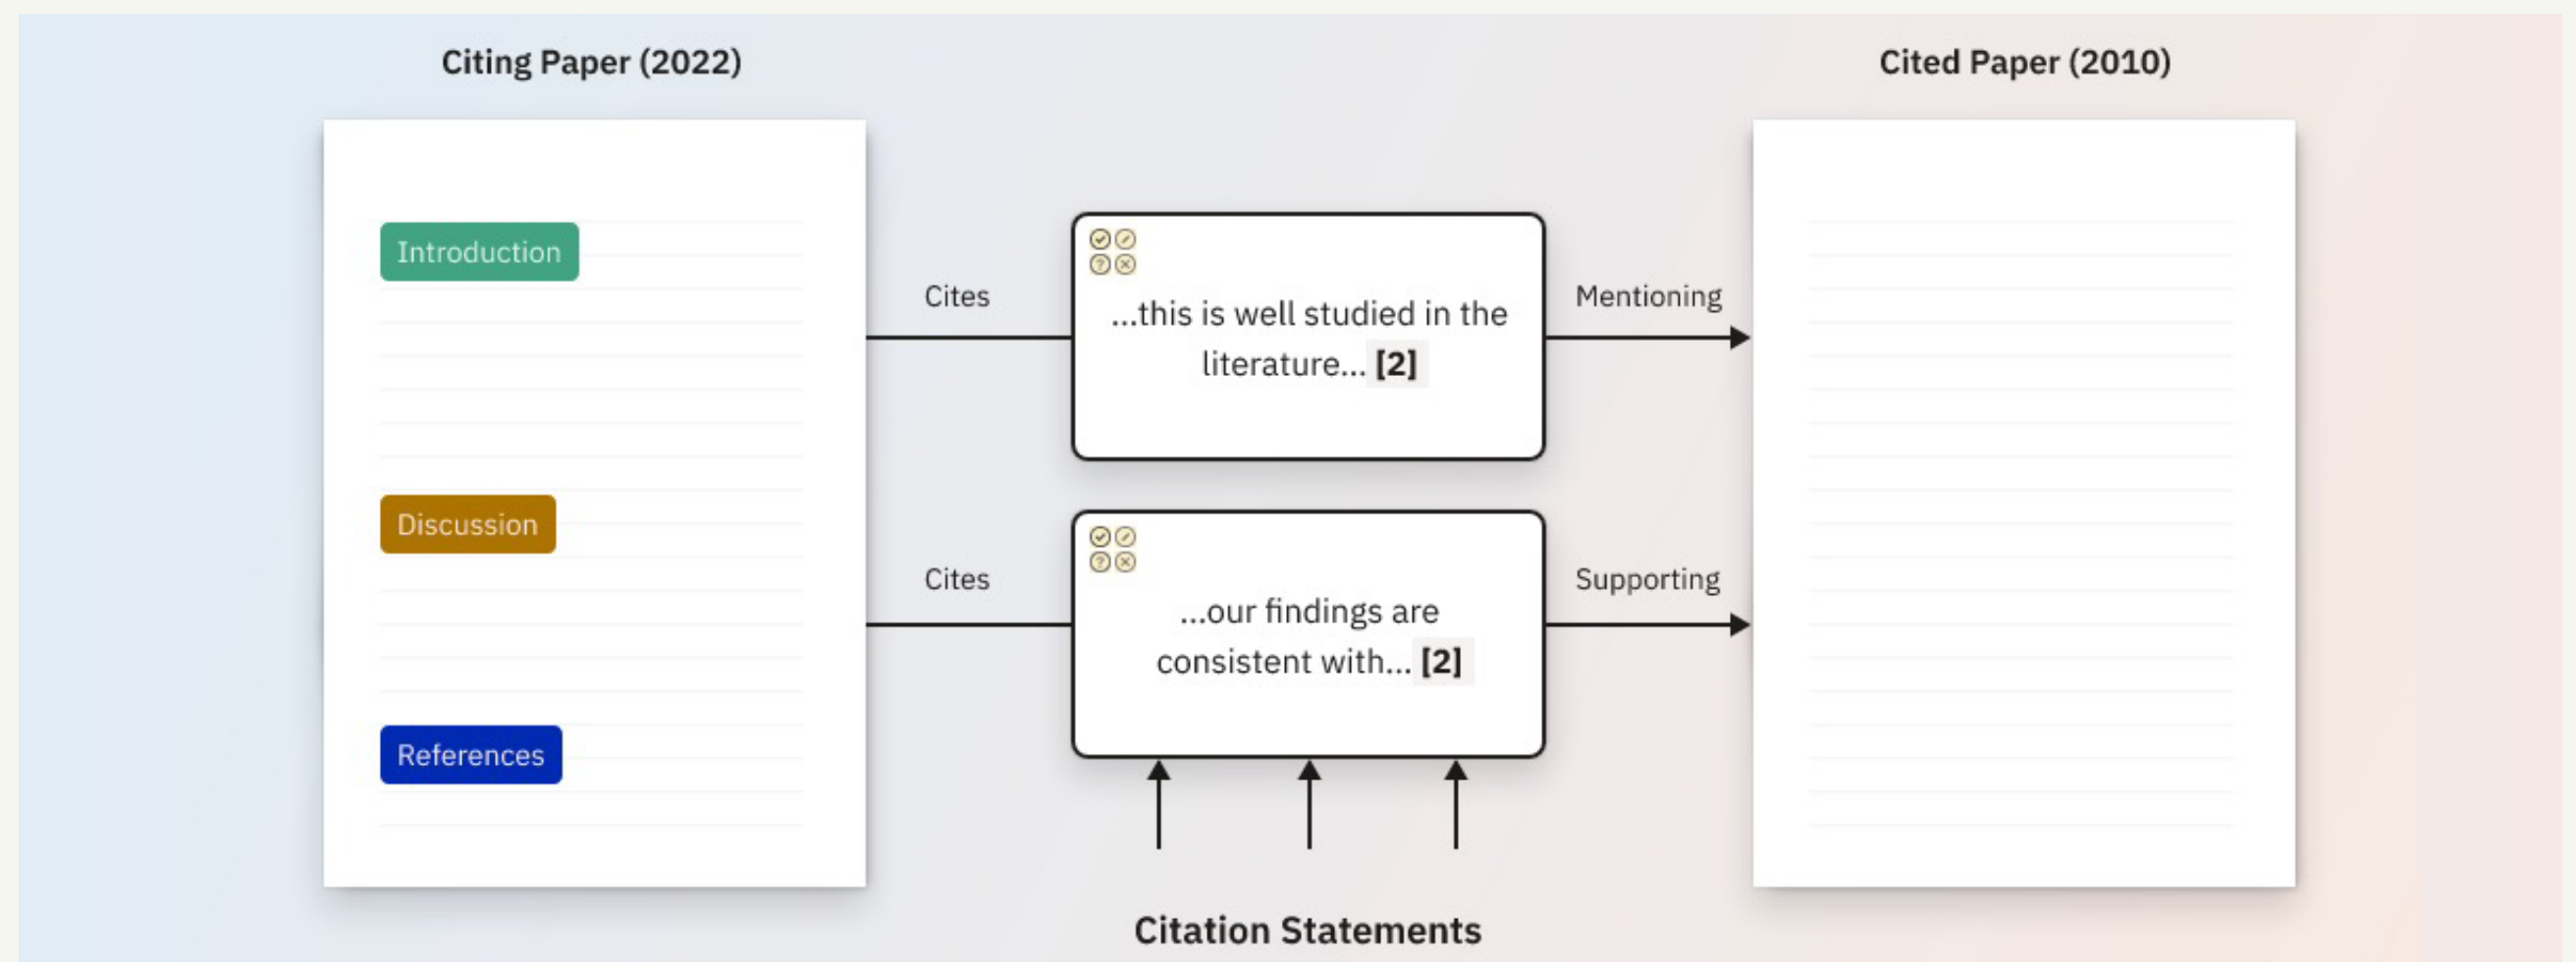 Citing Paper (2022)
Cited Paper (2010)
Introduction
Discussion
References
Cites
...this is well studied in the
literature... [2]
Mentioning
Cites
...our findings are
consistent with... [2]
Supporting
Citation Statements